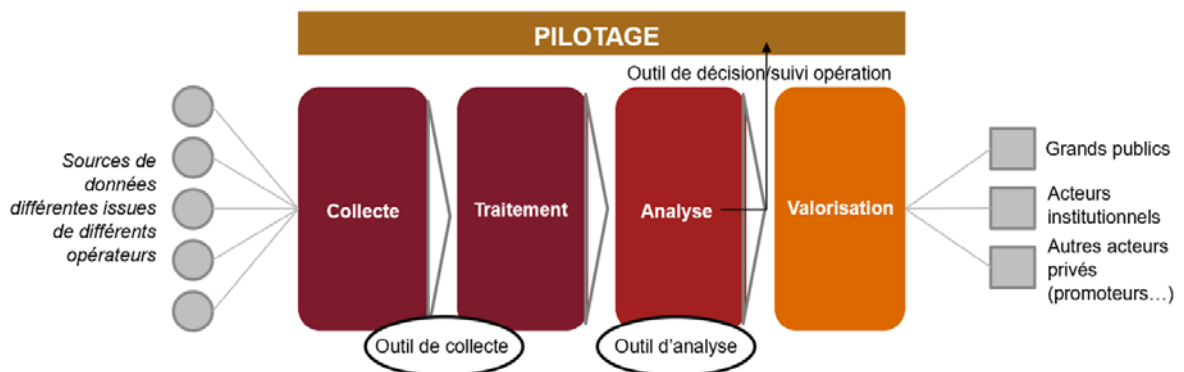 PILOTAGE
Outil de décision/suivi opération
Sources de
données
différentes issues
de différents
opérateurs
Collecte
Traitement
Analyse
Valorisation
Grands publics
Acteurs
institutionnels
Autres acteurs
privés
(promoteurs…)
Outil de collecte
Outil d’analyse